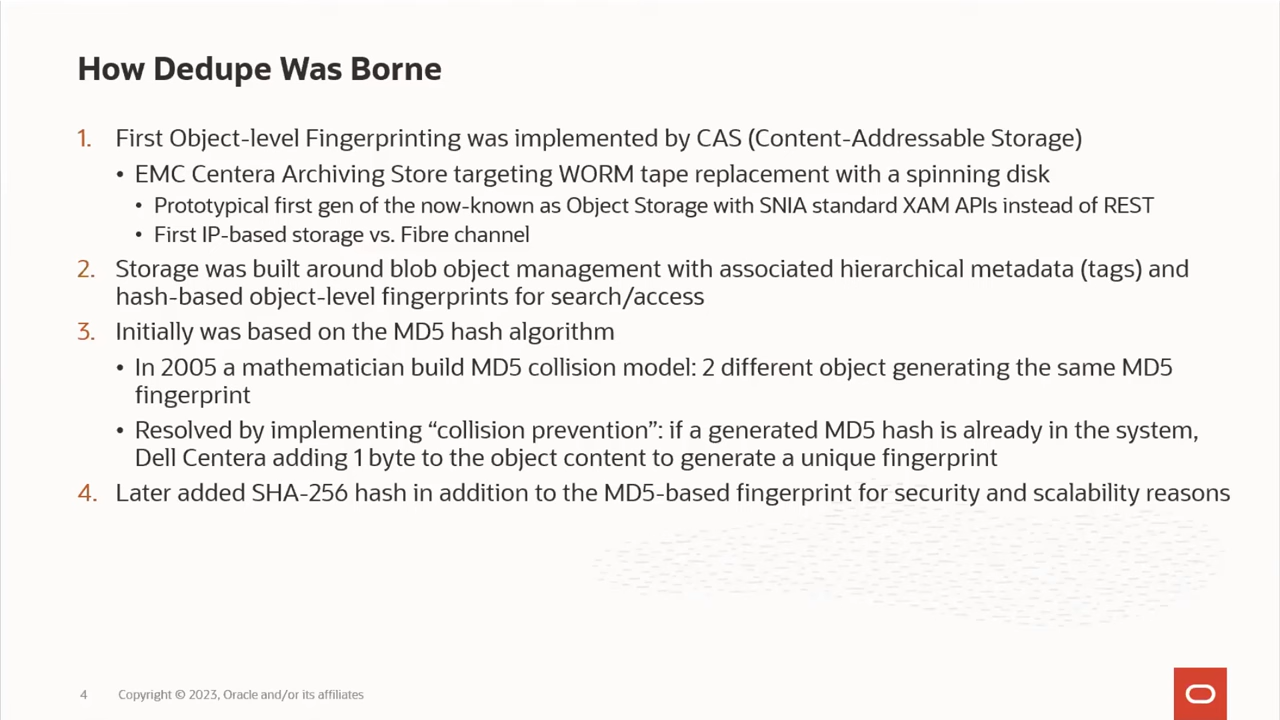 How Dedupe Was Borne
1. First Object-level Fingerprinting was implemented by CAS (Content-Addressable Storage)
• EMC Centera Archiving Store targeting WORM tape replacement with a spinning disk
• Prototypical first gen of the now-known as Object Storage with SNIA standard XAM APIs instead of REST
• First IP-based storage vs. Fibre channel
2. Storage was built around blob object management with associated hierarchical metadata (tags) and
hash-based object-level fingerprints for search/access
3. Initially was based on the MD5 hash algorithm
• In 2005 a mathematician build MD5 collision model: 2 different object generating the same MD5
fingerprint
• Resolved by implementing “collision prevention”: if a generated MD5 hash is already in the system,
Dell Centera adding 1 byte to the object content to generate a unique fingerprint
4. Later added SHA-256 hash in addition to the MD5-based fingerprint for security and scalability reasons
4 Copyright © 2023, Oracle and/or its affiliates